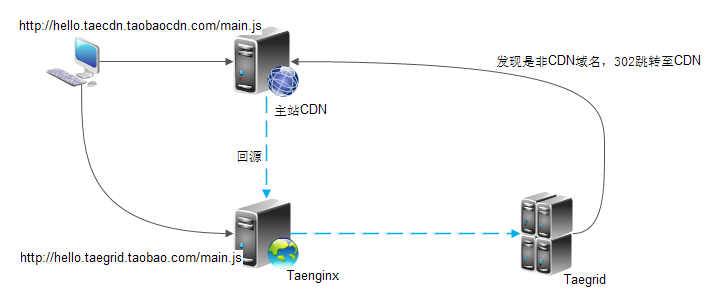 http://hello.taecdn.taobaocdn.com/main.js
发现是非CDN域名，302跳转至CDN
主站CDN
回源
http://hello.taegrid.taobao.com/main.js
Taenginx
Taegrid